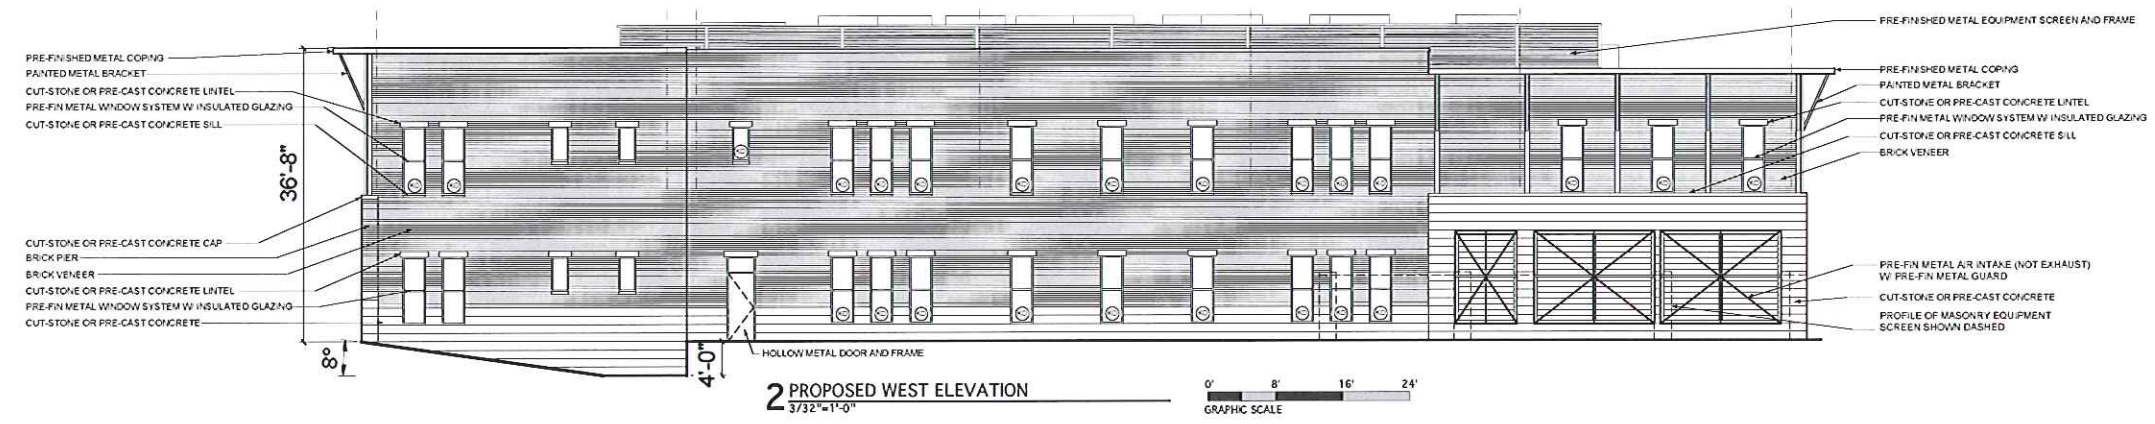 PRE-FINISHED METAL COPING
PAINTED METAL BRACKET
CUT-STONE OR PRE-CAST CONCRETE LINTEL
PRE-FIN METAL WINDOW SYSTEM W/ INSULATED GLAZING
CUT-STONE OR PRE-CAST CONCRETE SILL
36'-8"
CUT-STONE OR PRE-CAST CONCRETE CAP
BRICK PIER
BRICK VENEER
CUT-STONE OR PRE-CAST CONCRETE LINTEL
PRE-FIN METAL WINDOW SYSTEM W/ INSULATED GLAZING
CUT-STONE OR PRE-CAST CONCRETE
8°
4'-0"
HOLLOW METAL DOOR AND FRAME
2 PROPOSED WEST ELEVATION
3/32"=1'-0"
0' 8' 16' 24'
GRAPHIC SCALE
PRE-FINISHED METAL EQUIPMENT SCREEN AND FRAME
PRE-FINISHED METAL COPING
PAINTED METAL BRACKET
CUT-STONE OR PRE-CAST CONCRETE LINTEL
PRE-FIN METAL WINDOW SYSTEM W/ INSULATED GLAZING
CUT-STONE OR PRE-CAST CONCRETE SILL
BRICK VENEER
PRE-FIN METAL AIR INTAKE (NOT EXHAUST)
W/ PRE-FIN METAL GUARD
CUT-STONE OR PRE-CAST CONCRETE
PROFILE OF MASONRY EQUIPMENT
SCREEN SHOWN DASHED